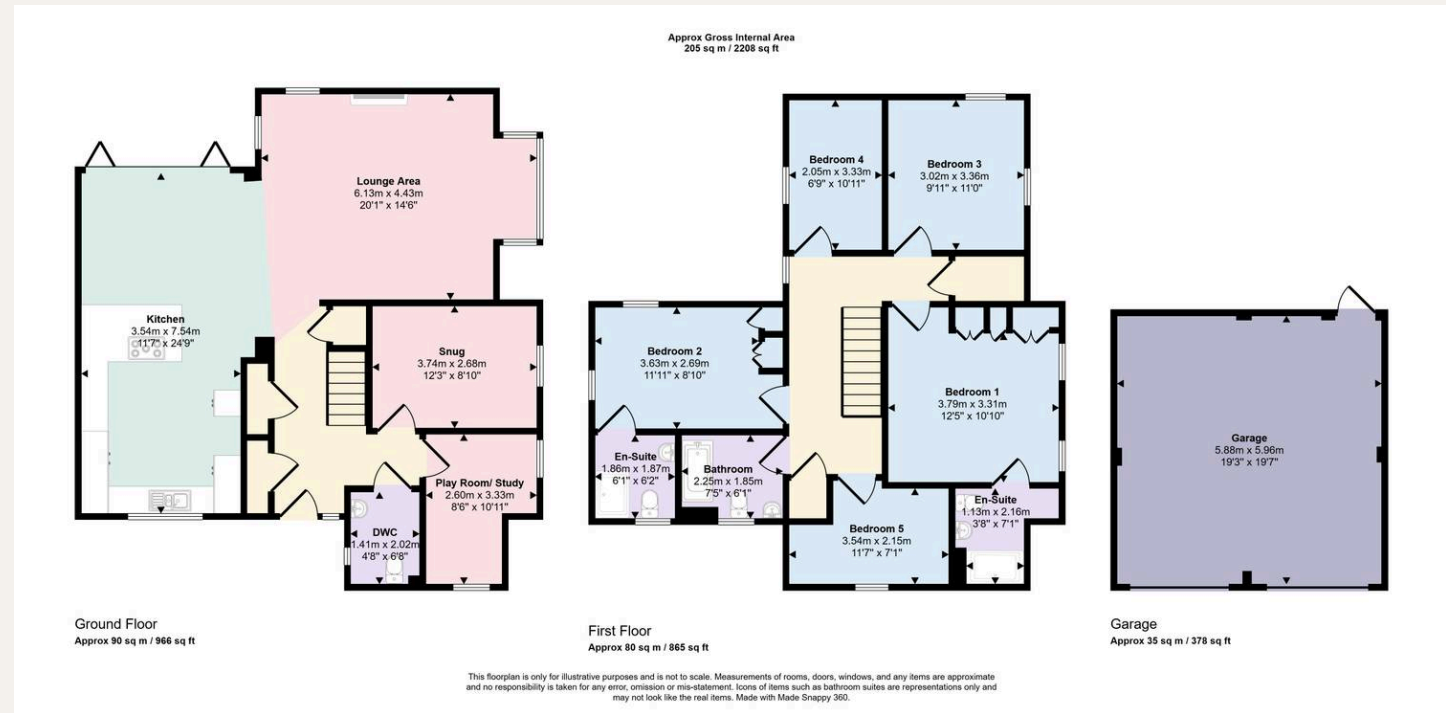 Approx Gross Internal Area
205 sq m / 2208 sq ft
Lounge Area
6.13m x 4.43m
20'1" x 14'6"
Kitchen
3.54m x 7.54m
11'7" x 24'9"
Snug
3.74m x 2.68m
12'3" x 8'10"
Play Room/ Study
2.60m x 3.33m
8'6" x 10'11"
DWC
1.41m x 2.02m
4'8" x 6'8"
Ground Floor
Approx 90 sq m / 966 sq ft
Bedroom 4
2.05m x 3.33m
6'9" x 10'11"
Bedroom 3
3.02m x 3.36m
9'11" x 11'0"
Bedroom 2
3.63m x 2.69m
11'11" x 8'10"
Bedroom 1
3.79m x 3.31m
12'5" x 10'10"
En-Suite
1.86m x 1.87m
6'1" x 6'2"
Bathroom
2.25m x 1.85m
7'5" x 6'1"
Bedroom 5
3.54m x 2.15m
11'7" x 7'1"
En-Suite
1.13m x 2.16m
3'8" x 7'1"
First Floor
Approx 80 sq m / 865 sq ft
Garage
5.88m x 5.96m
19'3" x 19'7"
Garage
Approx 35 sq m / 378 sq ft
This floorplan is only for illustrative purposes and is not to scale. Measurements of rooms, doors, windows, and any items are approximate
and no responsibility is taken for any error, omission or mis-statement. Icons of items such as bathroom suites are representations only and
may not look like the real items. Made with Made Snappy 360.